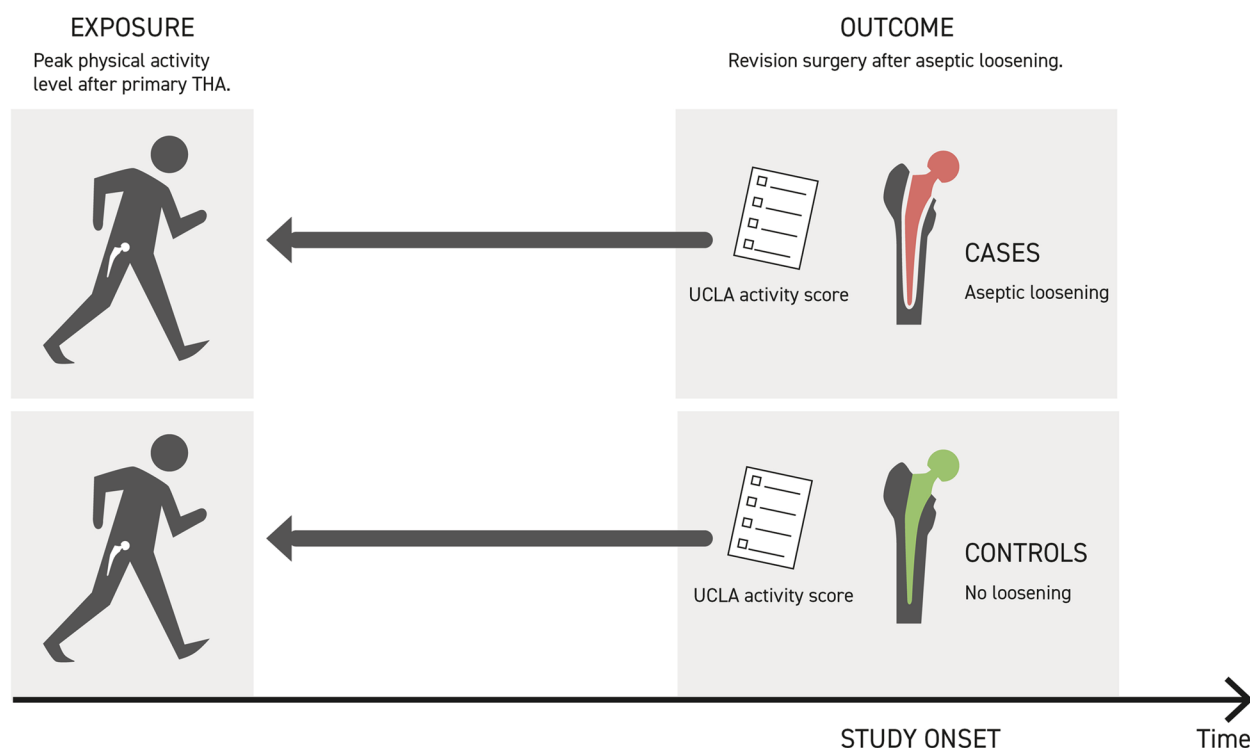 EXPOSURE
Peak physical activity
level after primary THA.
OUTCOME
Revision surgery after aseptic loosening.
UCLA activity score
CASES
Aseptic loosening
UCLA activity score
CONTROLS
No loosening
STUDY ONSET
Time